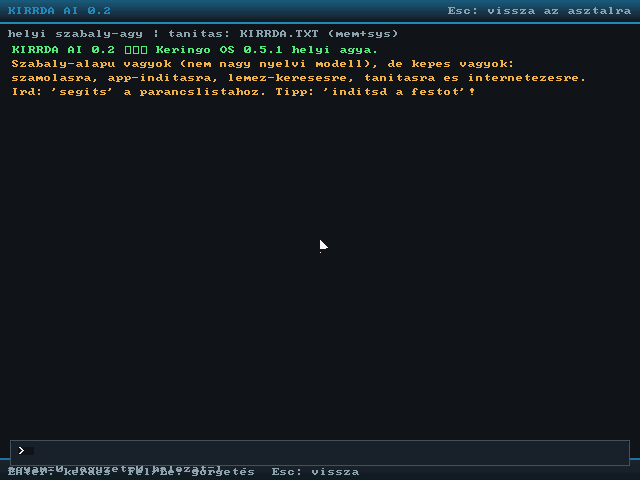 KIRRDA AI 0.2 Esc: vissza az asztalra
helyi szabaly-agy | tanitas: KIRRDA.TXT (mem+sys)
KIRRDA AI 0.2 □□□ Keringo OS 0.5.1 helyi agya.
Szabaly-alapu vagyok (nem nagy nyelvi modell), de kepes vagyok:
szamolasra, app-inditasra, lemez-keresesre, tanitasra es internetezesre.
Ird: 'segits' a parancslistahoz. Tipp: 'inditsd a festot'!
>
Enter: kerdes Fel/Le: gorgetes Esc: vissza